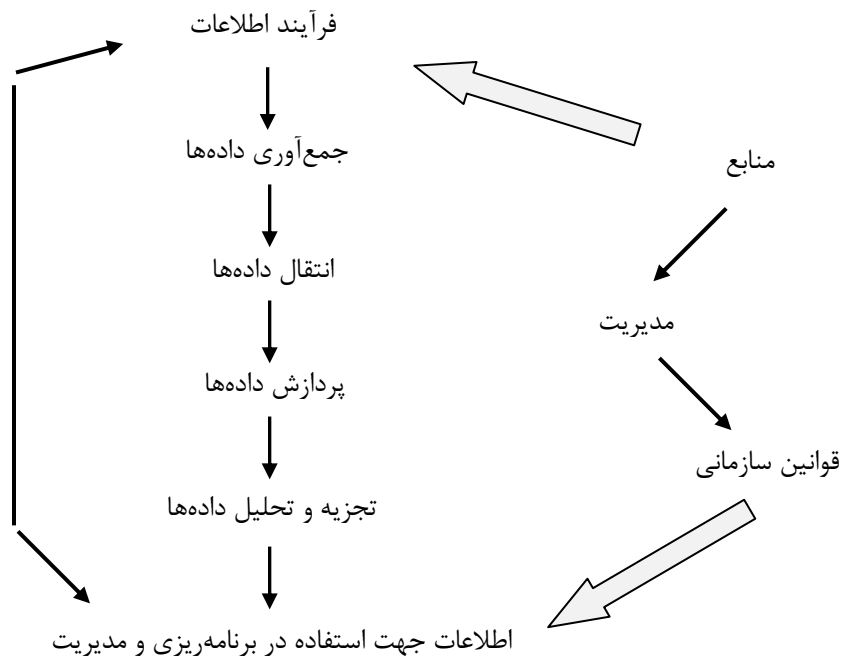 فرآیند اطلاعات
جمع‌آوری داده‌ها
منابع
انتقال داده‌ها
مدیریت
پردازش داده‌ها
قوانین سازمانی
تجزیه و تحلیل داده‌ها
اطلاعات جهت استفاده در برنامه‌ریزی و مدیریت